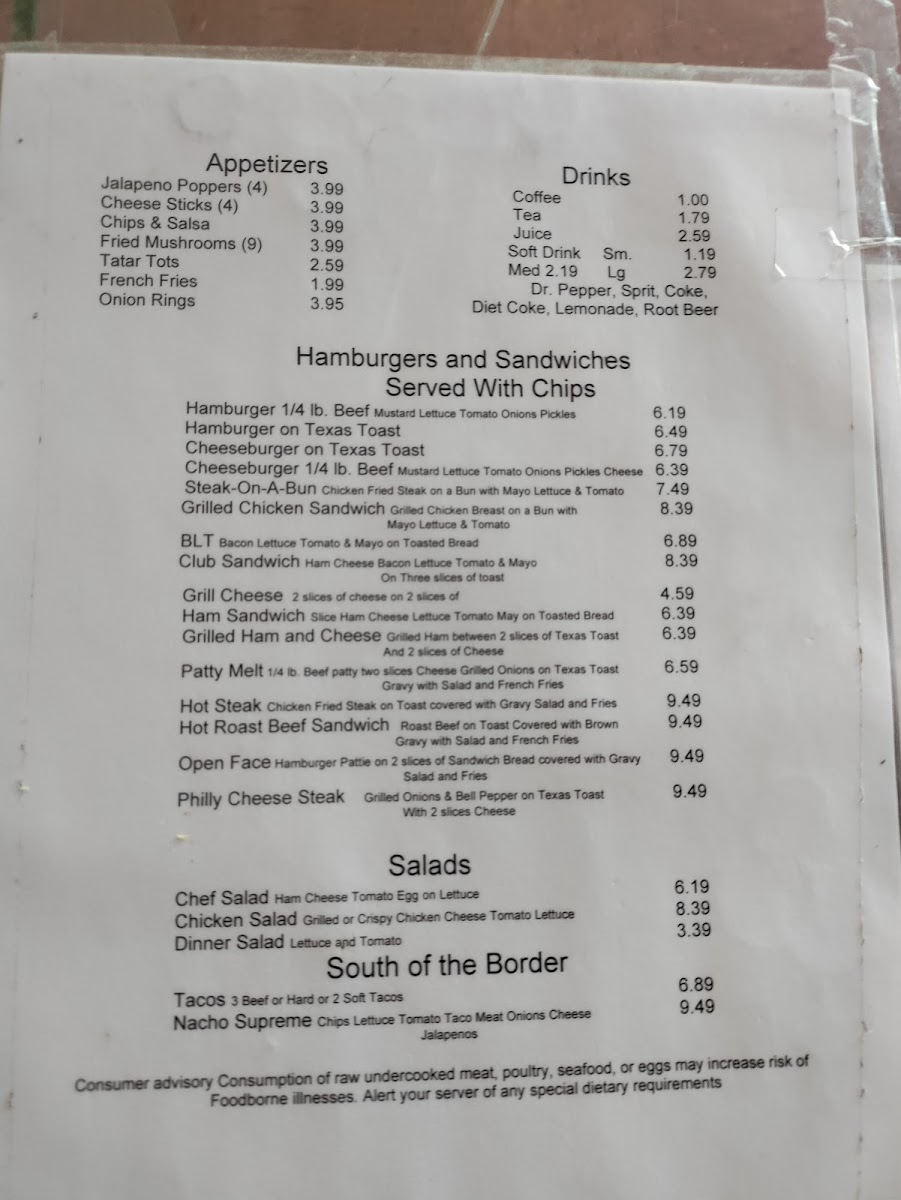 Appetizers
Jalapeno Poppers (4) 3.99
Cheese Sticks (4) 3.99
Chips & Salsa 3.99
Fried Mushrooms (9) 3.99
Tatar Tots 2.59
French Fries 1.99
Onion Rings 3.95
Drinks
Coffee 1.00
Tea 1.79
Juice 2.59
Soft Drink Sm. 1.19
Med 2.19 Lg 2.79
Dr. Pepper, Sprit, Coke,
Diet Coke, Lemonade, Root Beer
Hamburgers and Sandwiches
Served With Chips
Hamburger 1/4 lb. Beef Mustard Lettuce Tomato Onions Pickles 6.19
Hamburger on Texas Toast 6.49
Cheeseburger on Texas Toast 6.79
Cheeseburger 1/4 lb. Beef Mustard Lettuce Tomato Onions Pickles Cheese 6.39
Steak-On-A-Bun Chicken Fried Steak on a Bun with Mayo Lettuce & Tomato 7.49
Grilled Chicken Sandwich Grilled Chicken Breast on a Bun with 8.39
Mayo Lettuce & Tomato
BLT Bacon Lettuce Tomato & Mayo on Toasted Bread 6.89
Club Sandwich Ham Cheese Bacon Lettuce Tomato & Mayo 8.39
On Three slices of toast
Grill Cheese 2 slices of cheese on 2 slices of 4.59
Ham Sandwich Slice Ham Cheese Lettuce Tomato May on Toasted Bread 6.39
Grilled Ham and Cheese Grilled Ham between 2 slices of Texas Toast 6.39
And 2 slices of Cheese
Patty Melt 1/4 lb. Beef patty two slices Cheese Grilled Onions on Texas Toast 6.59
Gravy with Salad and French Fries
Hot Steak Chicken Fried Steak on Toast covered with Gravy Salad and Fries 9.49
Hot Roast Beef Sandwich Roast Beef on Toast Covered with Brown 9.49
Gravy with Salad and French Fries
Open Face Hamburger Pattie on 2 slices of Sandwich Bread covered with Gravy 9.49
Salad and Fries
Philly Cheese Steak Grilled Onions & Bell Pepper on Texas Toast 9.49
With 2 slices Cheese
Salads
Chef Salad Ham Cheese Tomato Egg on Lettuce 6.19
Chicken Salad Grilled or Crispy Chicken Cheese Tomato Lettuce 8.39
Dinner Salad Lettuce and Tomato 3.39
South of the Border
Tacos 3 Beef or Hard or 2 Soft Tacos 6.89
Nacho Supreme Chips Lettuce Tomato Taco Meat Onions Cheese 9.49
Jalapenos
Consumer advisory Consumption of raw undercooked meat, poultry, seafood, or eggs may increase risk of
Foodborne illnesses. Alert your server of any special dietary requirements